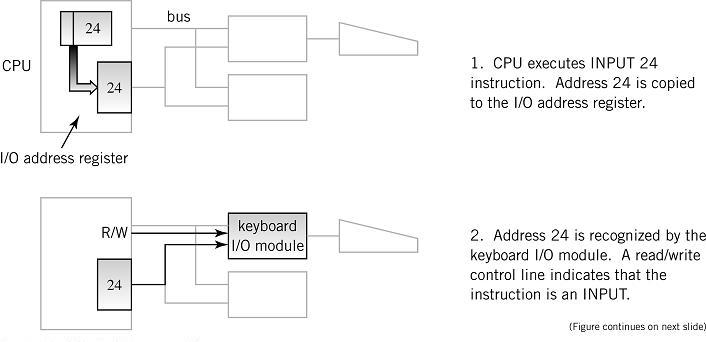 bus
24
CPU
24
I/O address register
1. CPU executes INPUT 24
instruction. Address 24 is copied
to the I/O address register.
R/W
keyboard
I/O module
24
2. Address 24 is recognized by the
keyboard I/O module. A read/write
control line indicates that the
instruction is an INPUT.
(Figure continues on next slide)